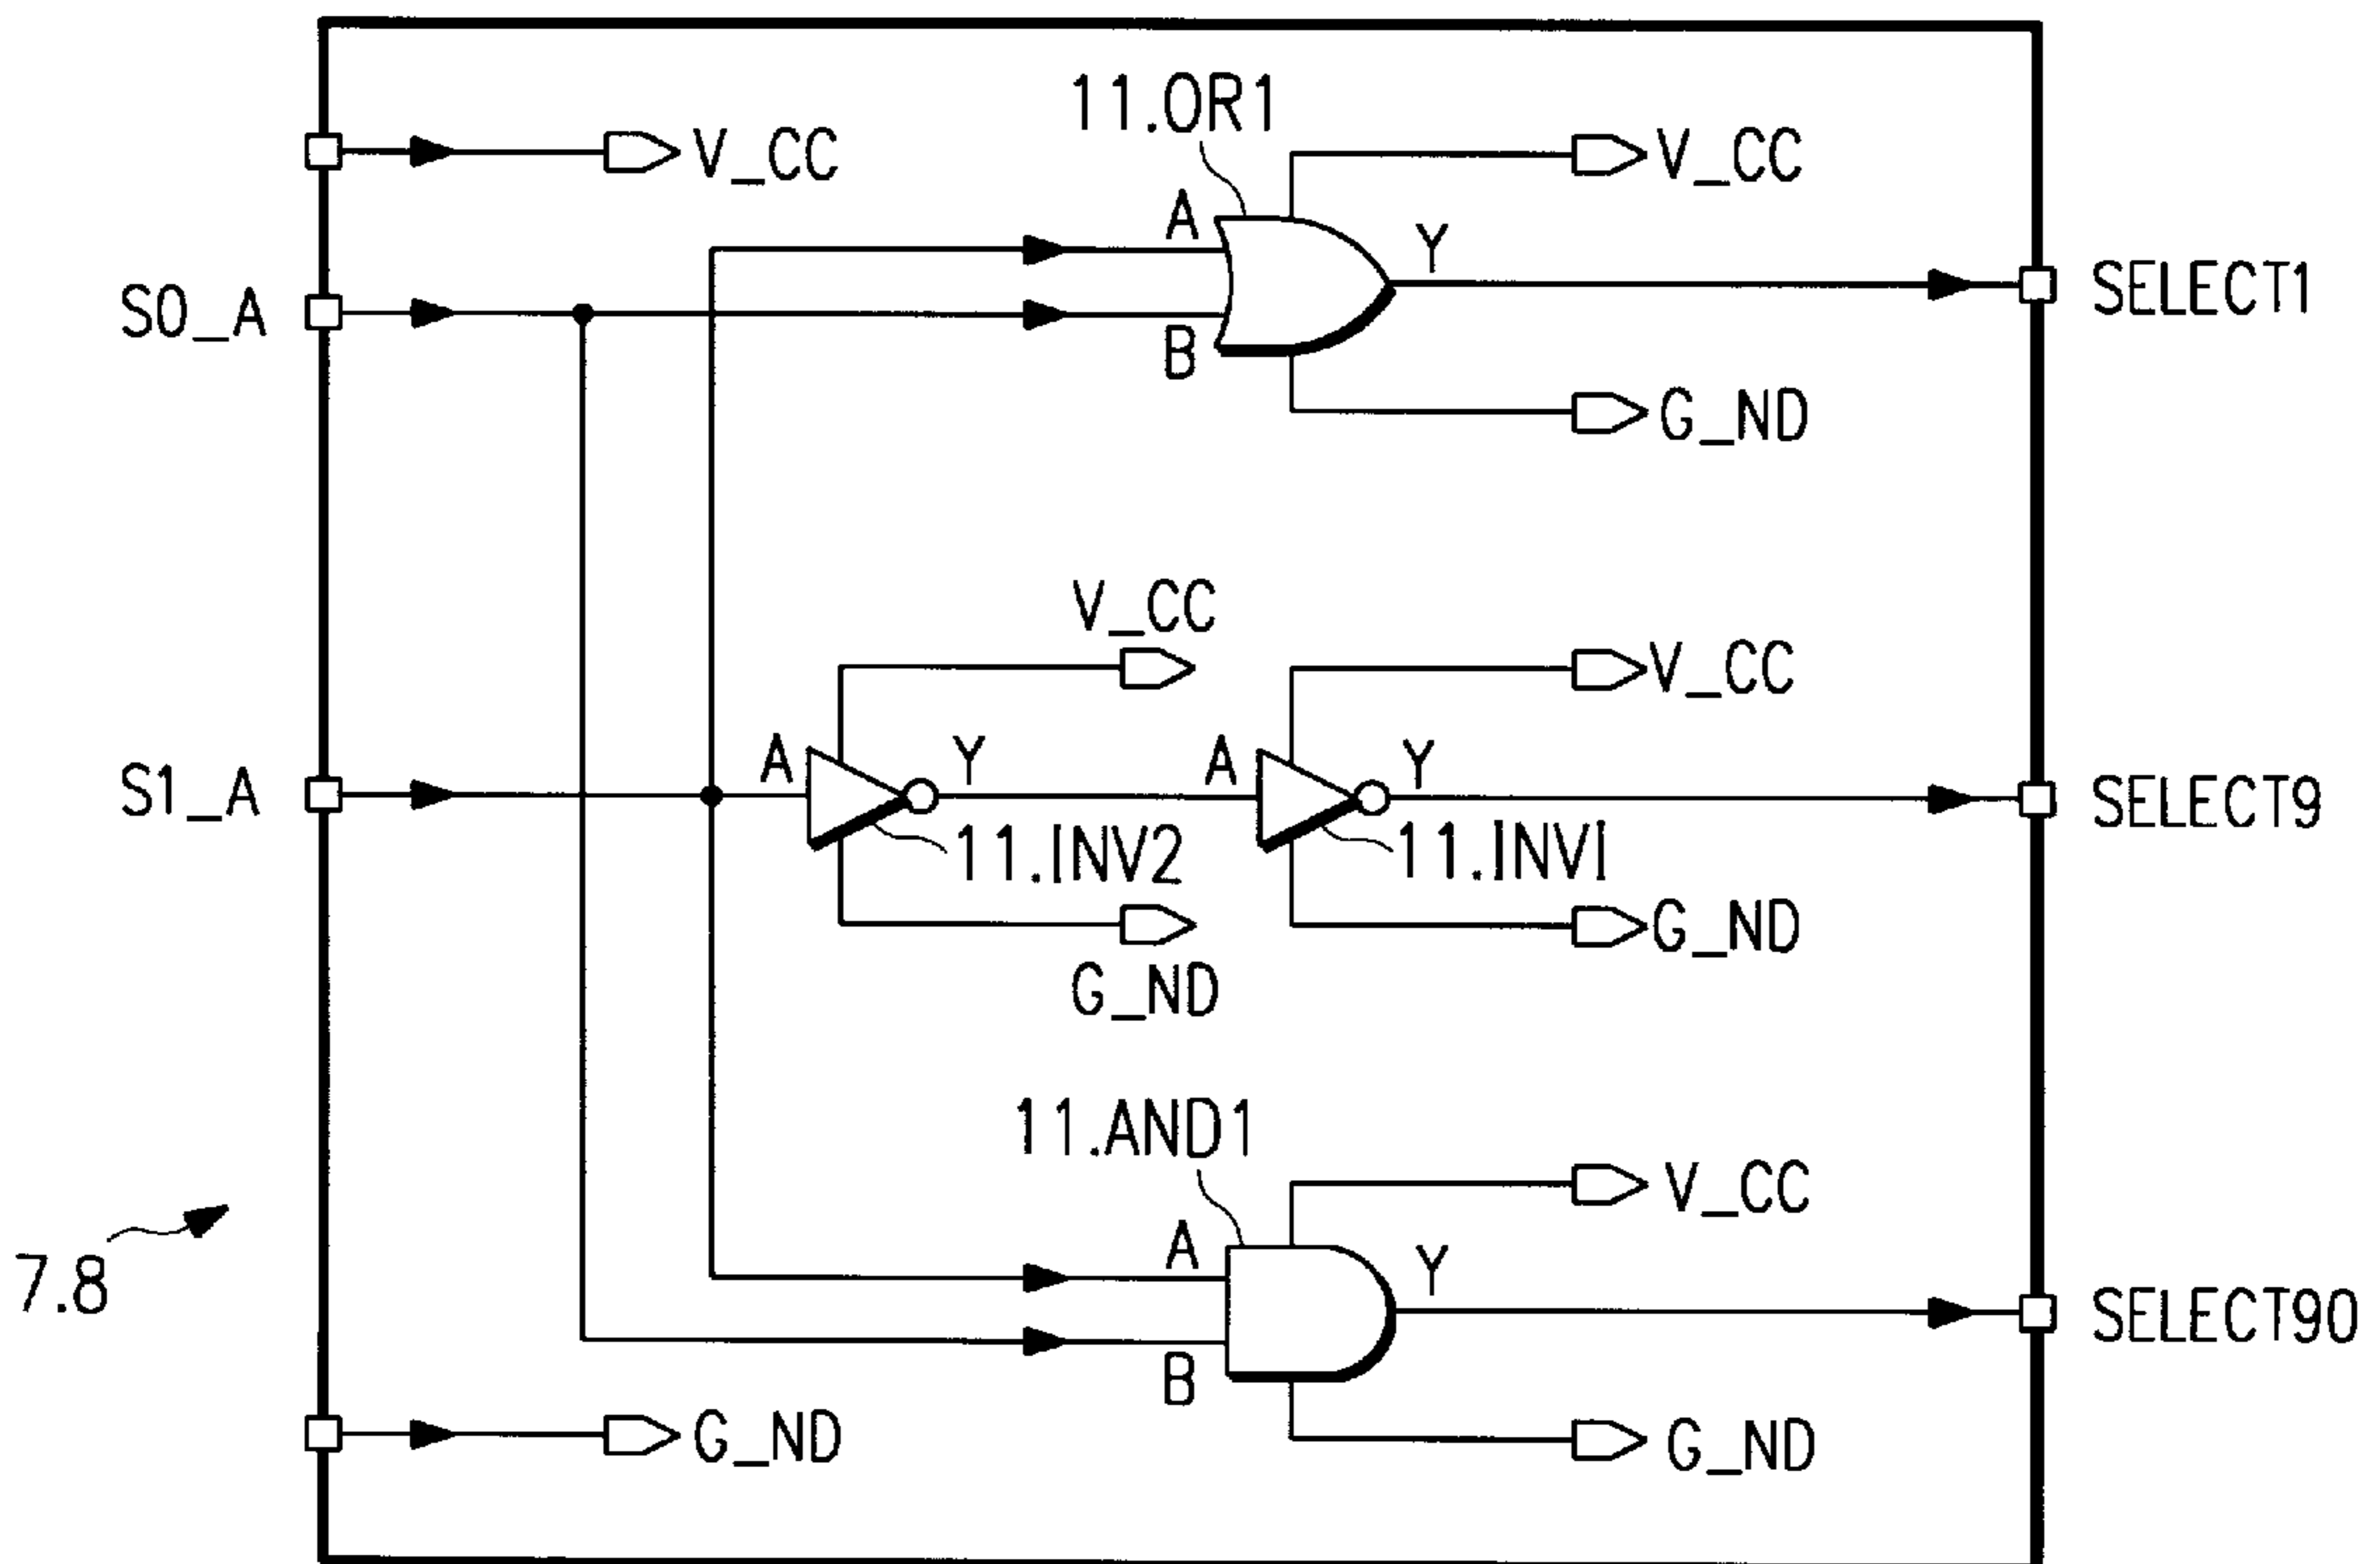 11.OR1
V_CC
V_CC
A
Y
S0_A
SELECT1
B
G_ND
V_CC
V_CC
A
Y
A
Y
S1_A
SELECT9
11.INV2
11.INVI
G_ND
G_ND
11.AND1
V_CC
A
Y
7.8
SELECT90
B
G_ND
G_ND